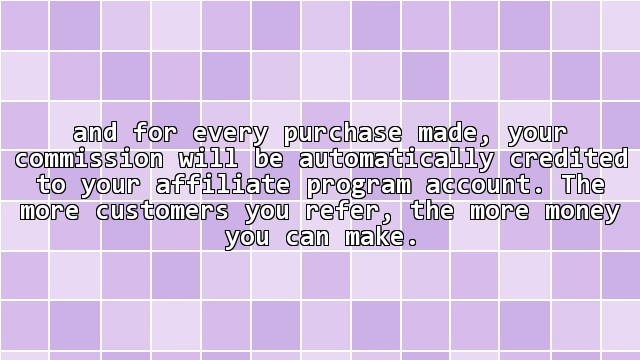 and for every purchase made, your
commission will be automatically credited
to your affiliate program account. The
more customers you refer, the more money
you can make.